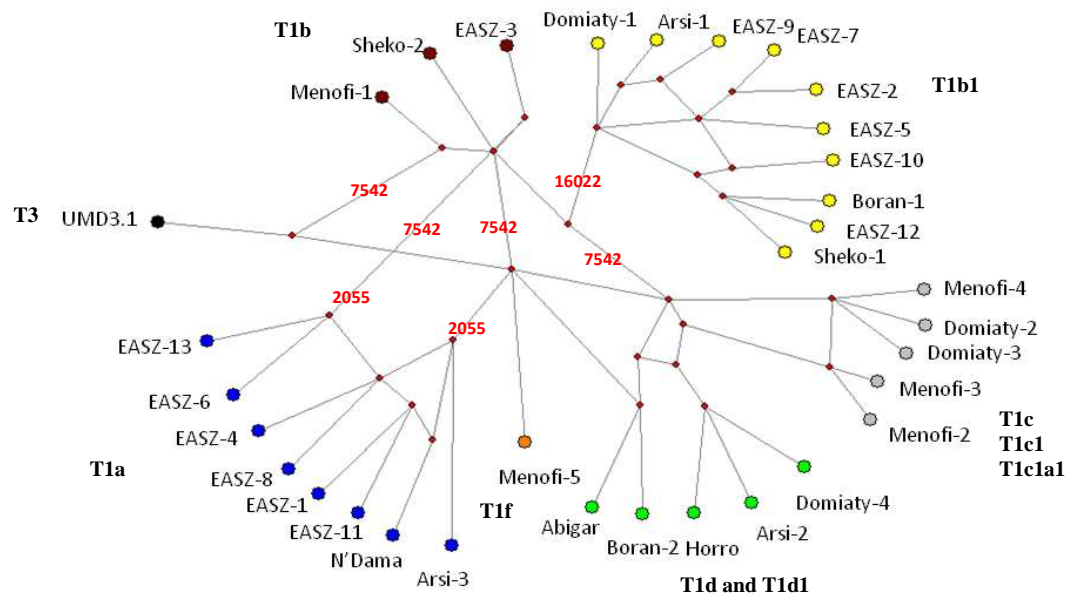 T1b
Sheko-2
EASZ-3
Domiaty-1
Arsi-1
EASZ-9
EASZ-7
Menofi-1
EASZ-2
T1b1
EASZ-5
EASZ-10
7542
16022
Boran-1
T3
UMD3.1
7542
7542
EASZ-12
Sheko-1
7542
Menofi-4
2055
Domiaty-2
2055
EASZ-13
Domiaty-3
Menofi-3
EASZ-6
T1c
Menofi-2
EASZ-4
T1c1
T1a
T1c1a1
EASZ-8
Menofi-5
Domiaty-4
EASZ-1
T1f
Abigar
Arsi-2
EASZ-11
Boran-2
Horro
N'Dama
Arsi-3
T1d and T1d1